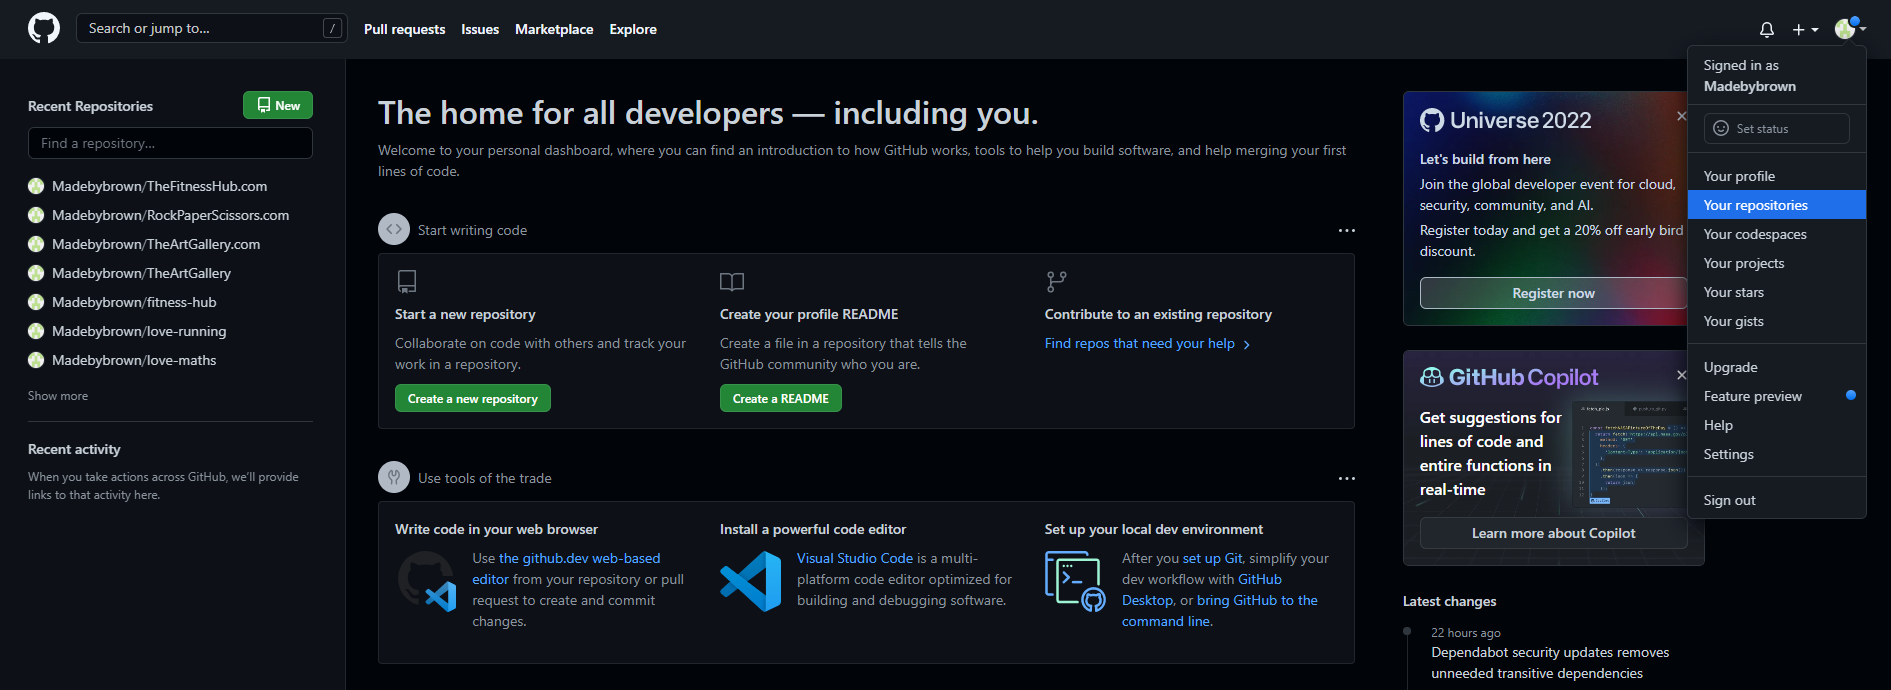 Search or jump to...
/
Pull requests
Issues
Marketplace
Explore
Recent Repositories
New
Find a repository...
Madebybrown/TheFitnessHub.com
Madebybrown/RockPaperScissors.com
Madebybrown/TheArtGallery.com
Madebybrown/TheArtGallery
Madebybrown/fitness-hub
Madebybrown/love-running
Madebybrown/love-maths
Show more
Recent activity
When you take actions across GitHub, we'll provide
links to that activity here.
The home for all developers — including you.
Welcome to your personal dashboard, where you can find an introduction to how GitHub works, tools to help you build software, and help merging your first
lines of code.
Start writing code
Start a new repository
Collaborate on code with others and track your
work in a repository.
Create a new repository
Create your profile README
Create a file in a repository that tells the
GitHub community who you are.
Create a README
Contribute to an existing repository
Find repos that need your help
Use tools of the trade
Write code in your web browser
Use the github.dev web-based
editor from your repository or pull
request to create and commit
changes.
Install a powerful code editor
Visual Studio Code is a multi-
platform code editor optimized for
building and debugging software.
Set up your local dev environment
After you set up Git, simplify your
dev workflow with GitHub
Desktop, or bring GitHub to the
command line.
Universe 2022
Let's build from here
Join the global developer event for cloud,
security, community, and AI.
Register today and get a 20% off early bird
discount.
Register now
GitHub Copilot
Get suggestions for
lines of code and
entire functions in
real-time
Learn more about Copilot
Latest changes
22 hours ago
Dependabot security updates removes
unneeded transitive dependencies
Signed in as
Madebybrown
Set status
Your profile
Your repositories
Your codespaces
Your projects
Your stars
Your gists
Upgrade
Feature preview
Help
Settings
Sign out